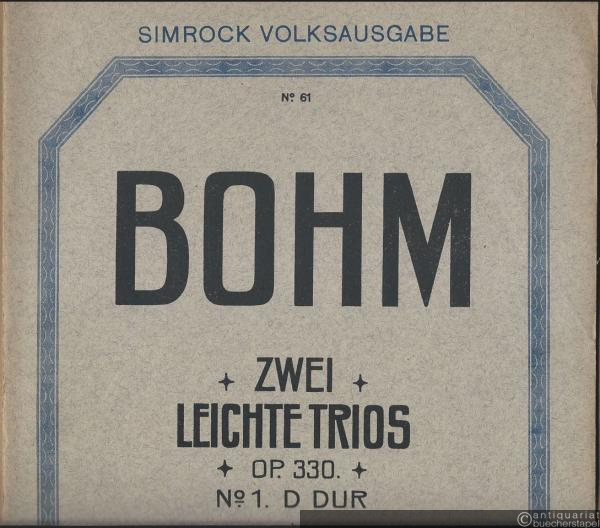 SIMROCK VOLKSAUSGABE
Nº 61
BOHM
ZWEI
LEICHTE TRIOS
OP. 330.
Nº 1. D DUR
© antiquariat
buecherstapel